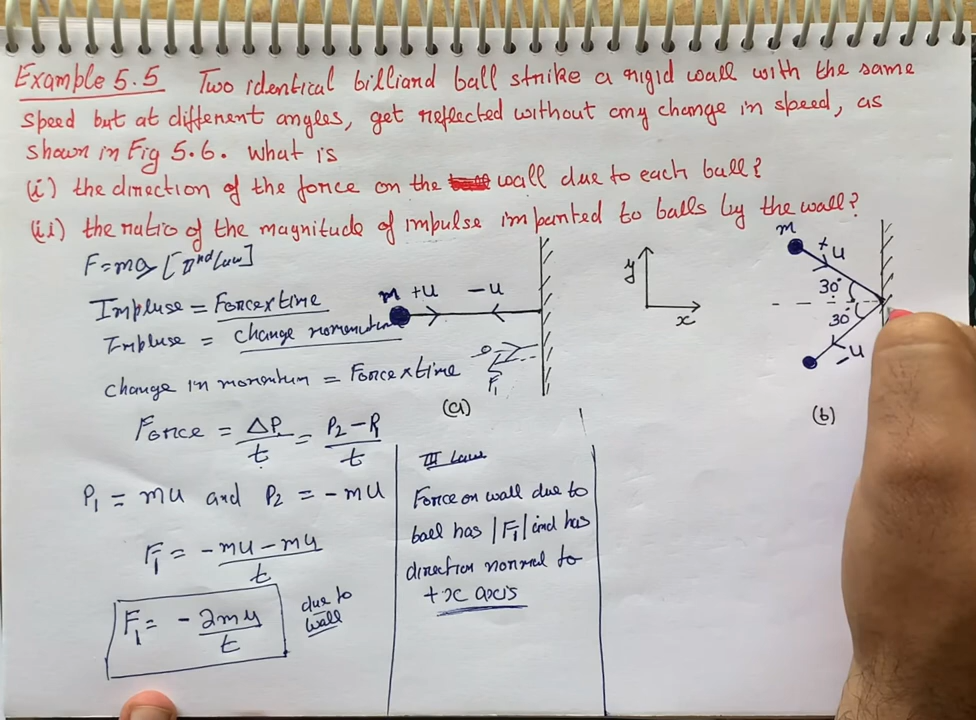 Example 5.5 Two identical billiard ball strike a rigid wall with the same
speed but at different angles, get reflected without any change in speed, as
shown in Fig 5.6. What is
(i) the direction of the force on the wall due to each ball?
(ii) the ratio of the magnitude of impulse imparted to balls by the wall?
F=ma [IInd Law]
Impluse = Force×time
Impluse = change momentum
change in momentum = Force×time
Force = ΔP/t = P2-P1/t
P1 = mu and P2 = -mu
F1 = -mu-mu/t
F1 = -2mu/t due to wall
III Law
Force on wall due to
ball has |F1| and has
direction normal to
+x axis
m +u -u
F1
(a)
y
x
m
+u
30°
30°
-u
(b)